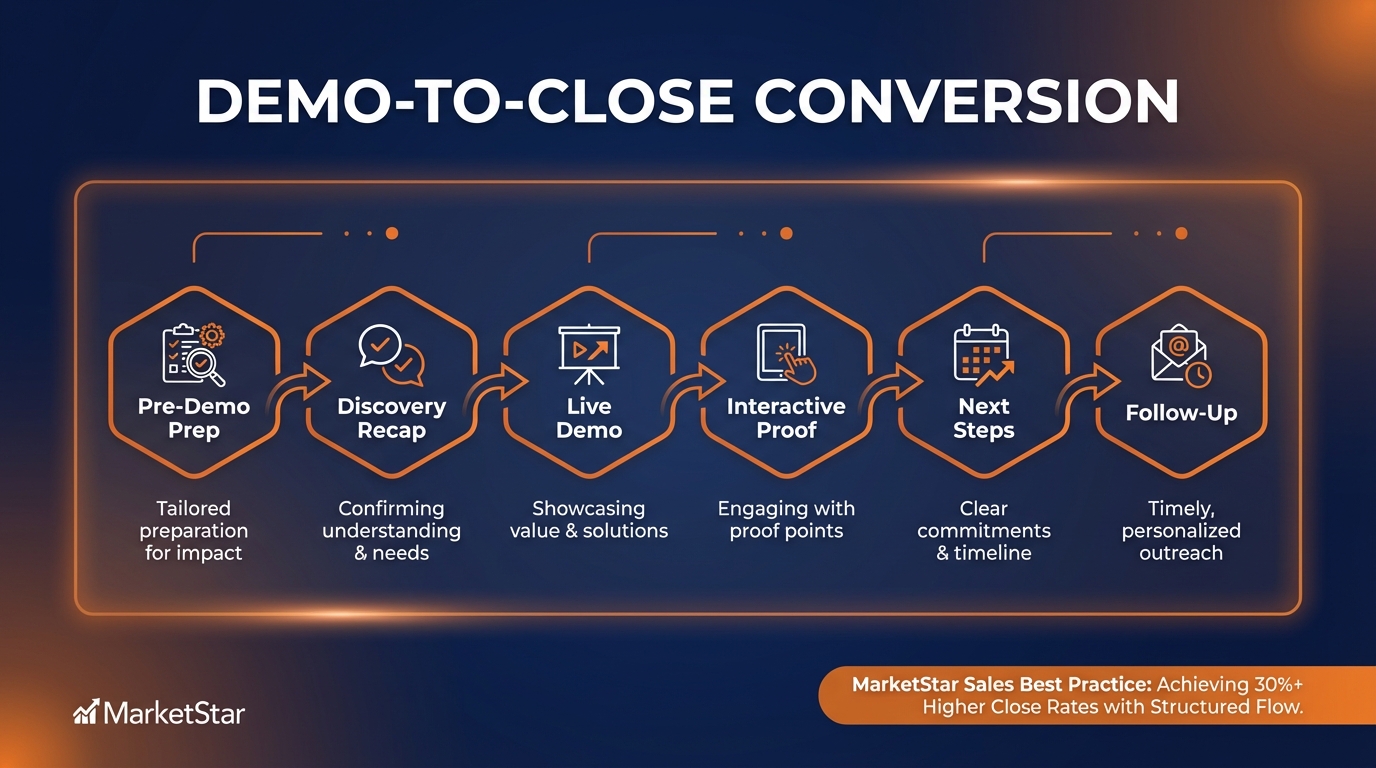 DEMO-TO-CLOSE CONVERSION
Pre-Demo
Prep
Tailored
preparation
for impact
Discovery
Recap
Confirming
understanding
& needs
Live
Demo
Showcasing
value & solutions
Interactive
Proof
Engaging with
proof points
Next
Steps
Clear
commitments
& timeline
@
Follow-Up
Timely,
personalized
outreach
MarketStar
MarketStar Sales Best Practice: Achieving 30%+
Higher Close Rates with Structured Flow.